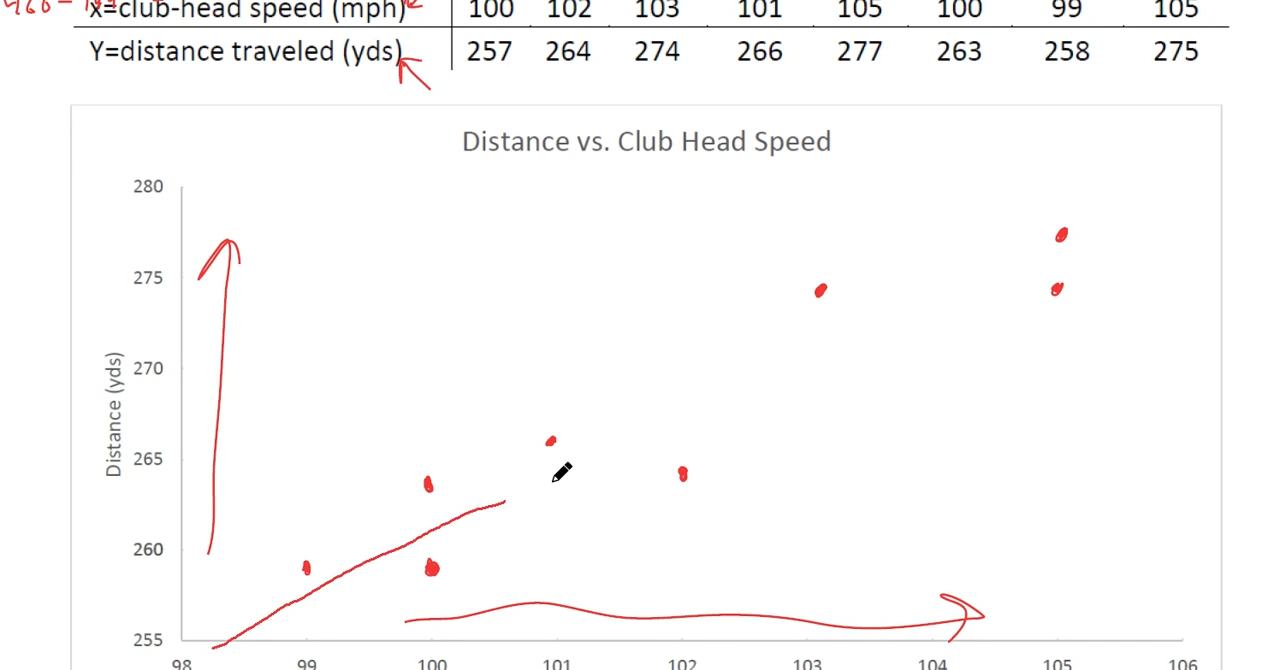 x=club-head speed (mph) 100 102 103 101 105 100 99 105
Y=distance traveled (yds) 257 264 274 266 277 263 258 275
Distance vs. Club Head Speed
280
275
270
265
260
255
Distance (yds)
98 99 100 101 102 103 104 105 106